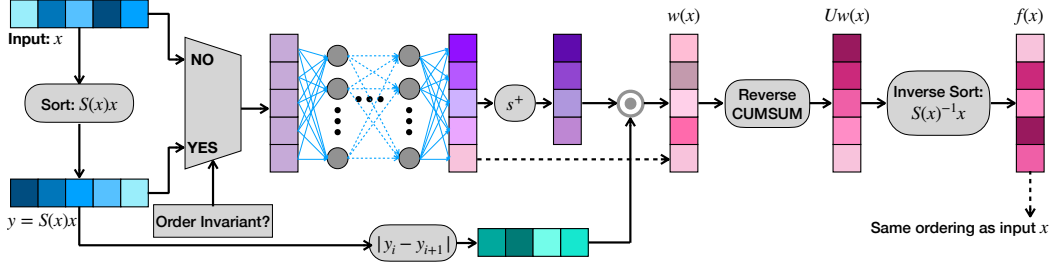 Input: x
Sort: S(x)x
y = S(x)x
NO
YES
Order Invariant?
s⁺
|yᵢ − yᵢ₊₁|
w(x)
Reverse
CUMSUM
Uw(x)
Inverse Sort:
S(x)⁻¹x
f(x)
Same ordering as input x